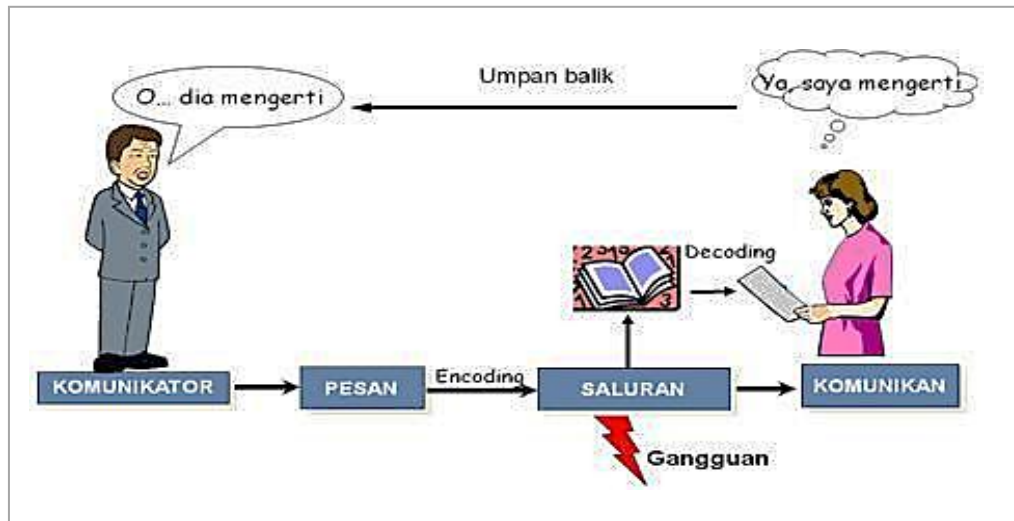 Umpan balik
O... dia mengerti
Ya, saya mengerti
Decoding
KOMUNIKATOR
PESAN
Encoding
SALURAN
KOMUNIKAN
Gangguan